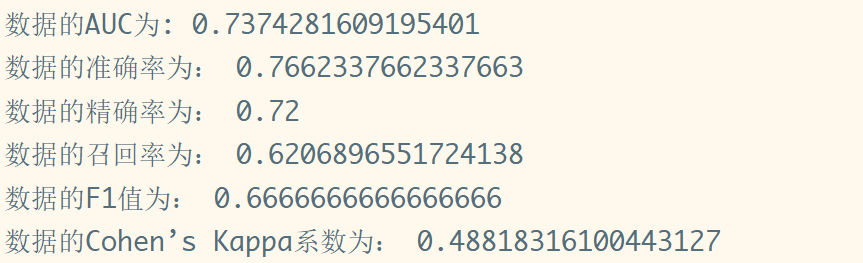 数据的AUC为: 0.7374281609195401
数据的准确率为： 0.7662337662337663
数据的精确率为： 0.72
数据的召回率为： 0.6206896551724138
数据的F1值为： 0.6666666666666666
数据的Cohen’s Kappa系数为： 0.48818316100443127